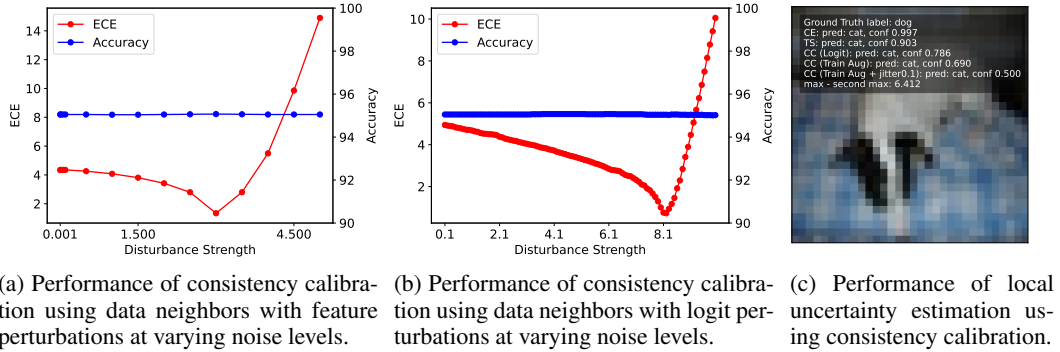 ECE
Accuracy
14
12
10
8
6
4
2
100
98
96
94
92
90
0.001
1.500
4.500
ECE
Accuracy
Disturbance Strength
ECE
Accuracy
10
8
6
4
2
100
98
96
94
92
90
0.1
2.1
4.1
6.1
8.1
ECE
Accuracy
Disturbance Strength
Ground Truth label: dog
CE: pred: cat, conf 0.997
TS: pred: cat, conf 0.903
CC (Logit): pred: cat, conf 0.786
CC (Train Aug): pred: cat, conf 0.690
CC (Train Aug + jitter0.1): pred: cat, conf 0.500
max - second max: 6.412
(a) Performance of consistency calibra-
tion using data neighbors with feature
perturbations at varying noise levels.
(b) Performance of consistency calibra-
tion using data neighbors with logit per-
turbations at varying noise levels.
(c) Performance of local
uncertainty estimation us-
ing consistency calibration.